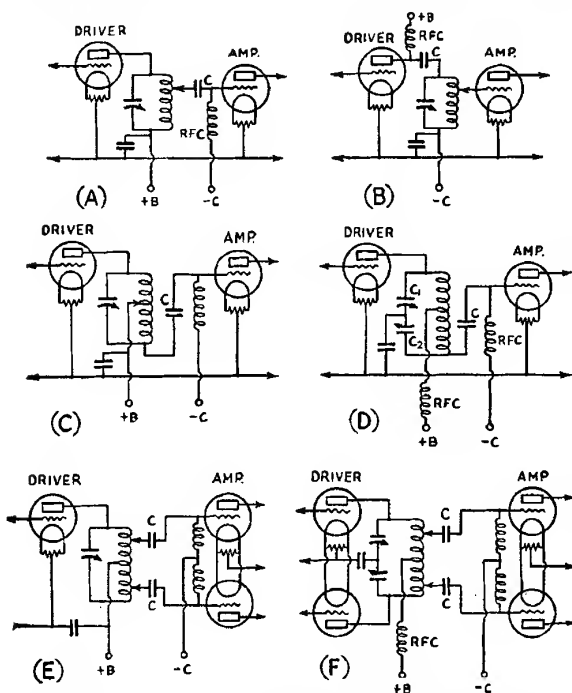 DRIVER
AMP.
C
RFC
+B
-C
(A)
+B
RFC
DRIVER
C
AMP.
-C
(B)
DRIVER
AMP.
C
+B
-C
(C)
DRIVER
AMP.
C1
C
C2
RFC
RFC
+B
-C
(D)
DRIVER
AMP.
C
C
+B
-C
(E)
DRIVER
AMP
C
C
RFC
-C
+B
(F)